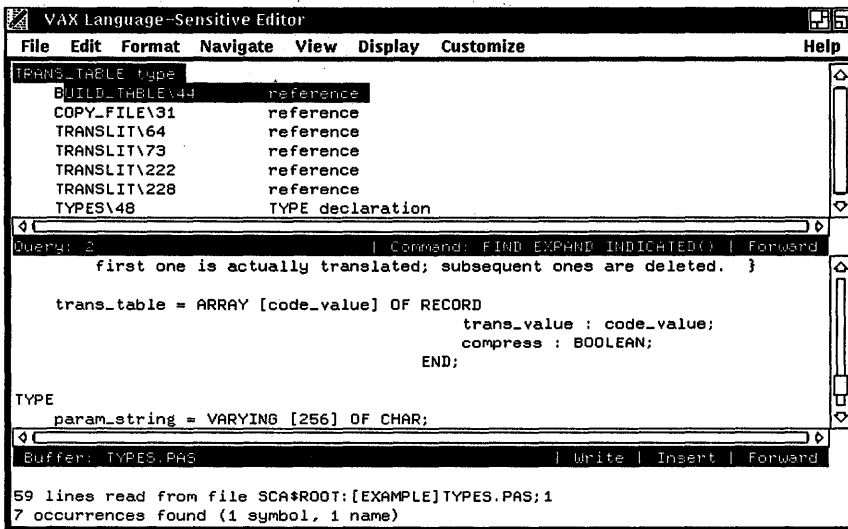 VAX Language-Sensitive Editor
File Edit Format Navigate View Display Customize Help
TRANS_TABLE type
BUILD_TABLE\44 reference
COPY_FILE\31 reference
TRANSLIT\64 reference
TRANSLIT\73 reference
TRANSLIT\222 reference
TRANSLIT\228 reference
TYPES\48 TYPE declaration
Query: 2 | Command: FIND EXPAND INDICATED() | Forward
first one is actually translated; subsequent ones are deleted. }
trans_table = ARRAY [code_value] OF RECORD
trans_value : code_value;
compress : BOOLEAN;
END;
TYPE
param_string = VARYING [256] OF CHAR;
Buffer: TYPES.PAS | Write | Insert | Forward
59 lines read from file SCA$ROOT:[EXAMPLE]TYPES.PAS;1
7 occurrences found (1 symbol, 1 name)